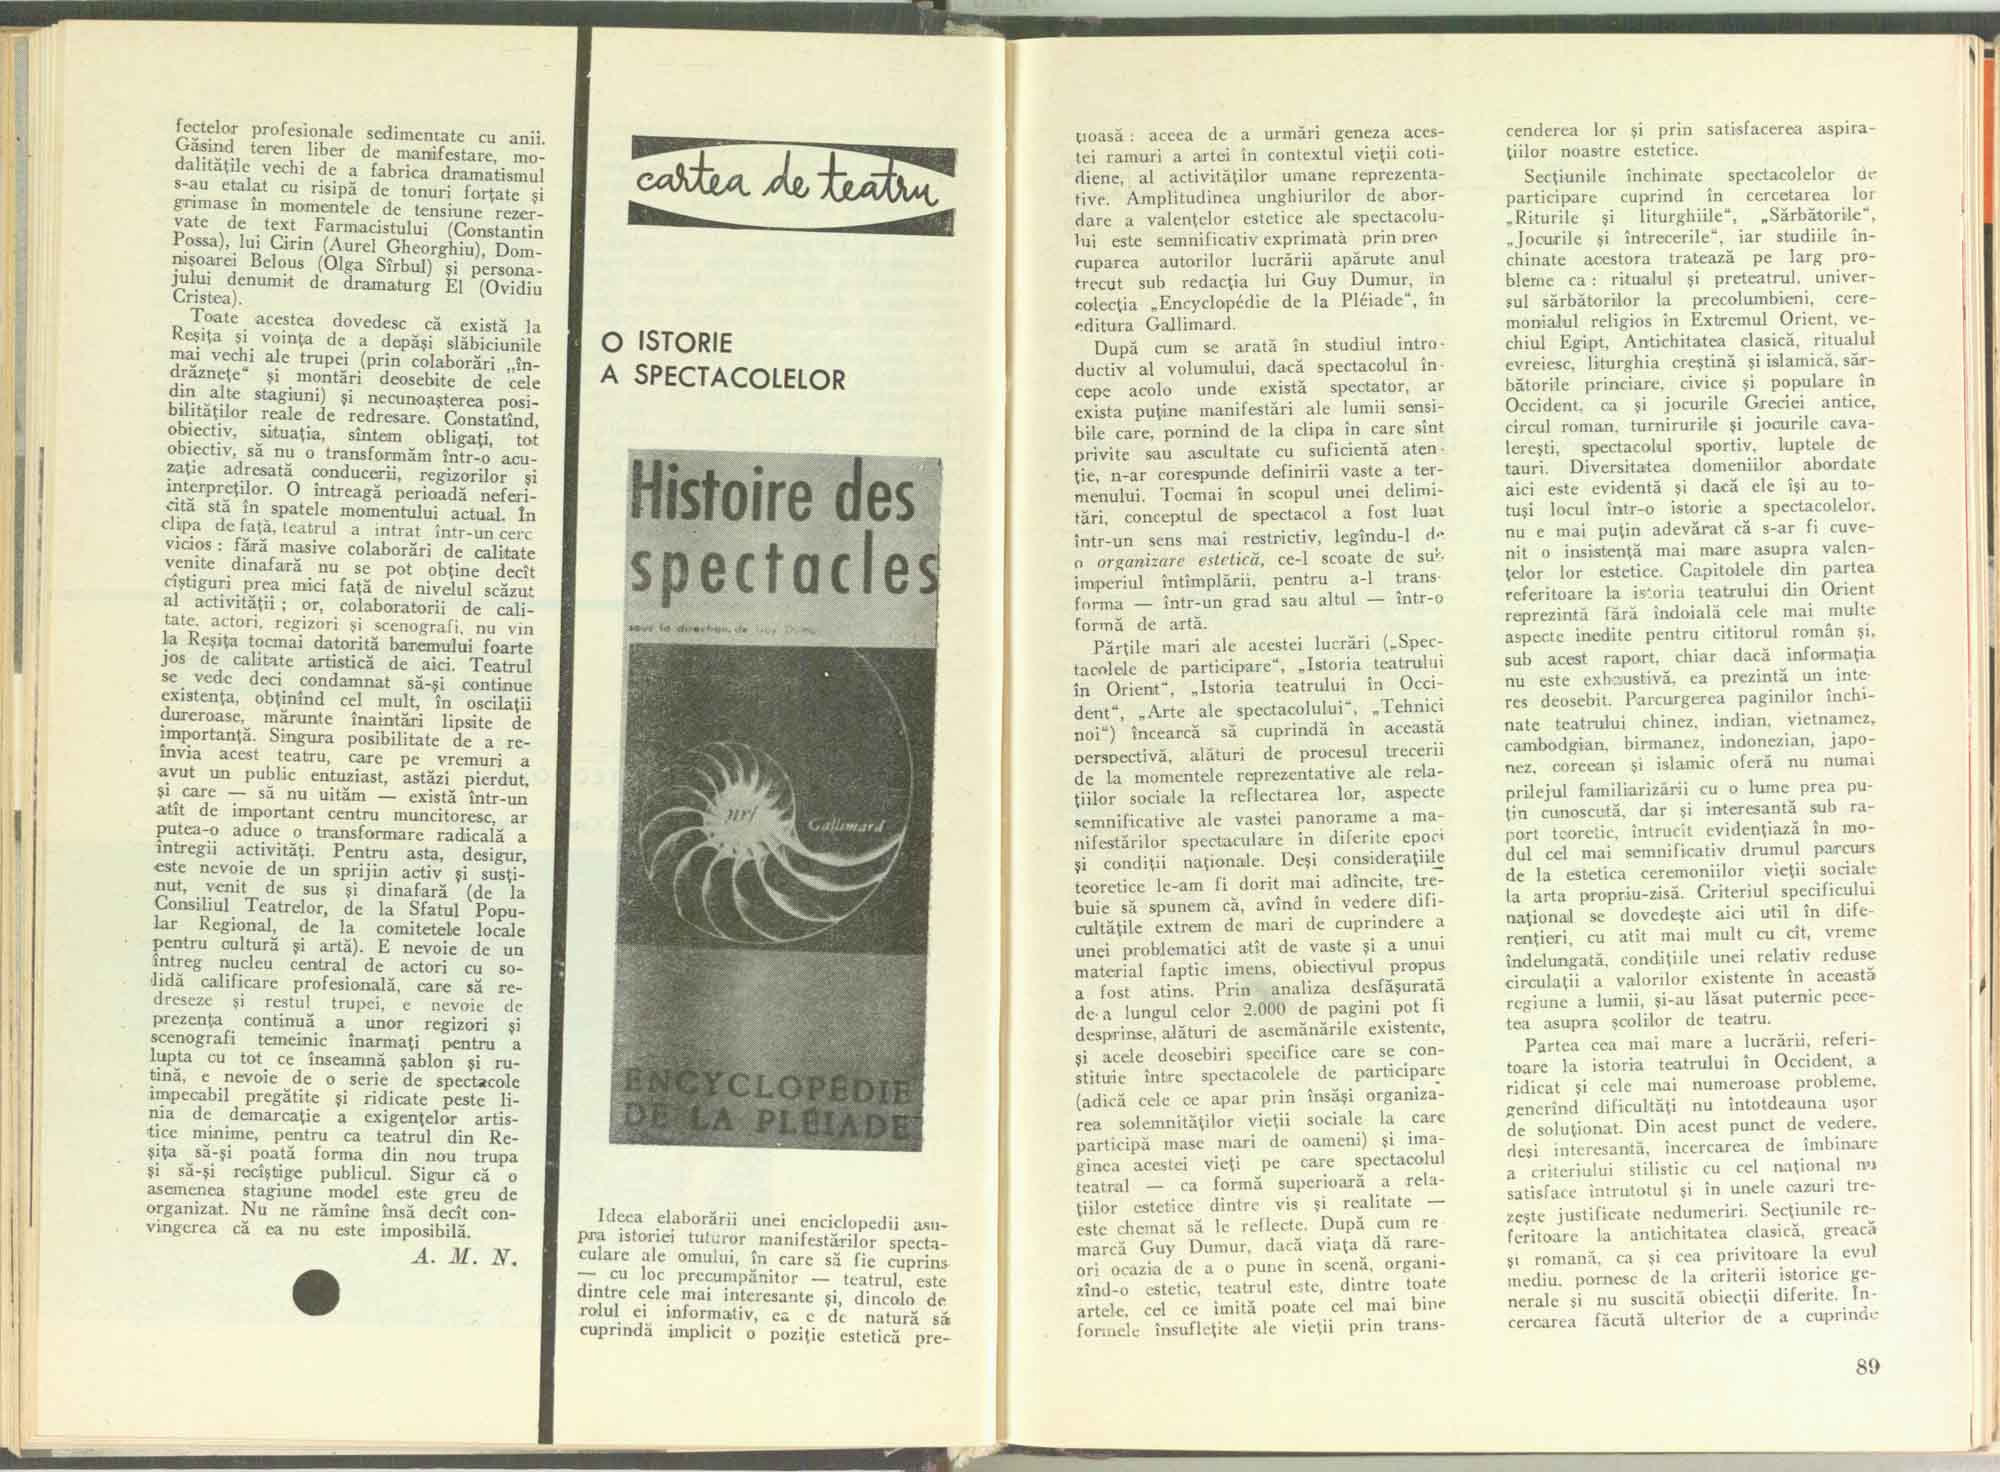 fectelor profesionale sedimentate cu anii.
Găsind teren liber de manifestare, mo-
dalitățile vechi de a fabrica dramatismul
s-au etalat cu risipă de tonuri forțate și
grimase în momentele de tensiune rezer-
vate de text Farmacistului (Constantin
Possa), lui Cirin (Aurel Gheorghiu), Dom-
nișoarei Belous (Olga Sîrbul) și persona-
jului denumit de dramaturg El (Ovidiu
Cristea).
Toate acestea dovedesc că există la
Reșița și voința de a depăși slăbiciunile
mai vechi ale trupei (prin colaborări „în-
drăznețe“ și montări deosebite de cele
din alte stagiuni) și necunoașterea posi-
bilităților reale de redresare. Constatînd,
obiectiv, situația, sîntem obligați, tot
obiectiv, să nu o transformăm într-o acu-
zație adresată conducerii, regizorilor și
interpreților. O întreagă perioadă neferi-
cită stă în spatele momentului actual. În
clipa de față, teatrul a intrat într-un cerc
vicios : fără masive colaborări de calitate
venite dinafară nu se pot obține decît
cîștiguri prea mici față de nivelul scăzut
al activității ; or, colaboratorii de cali-
tate, actori, regizori și scenografi, nu vin
la Reșița tocmai datorită baremului foarte
jos de calitate artistică de aici. Teatrul
se vede deci condamnat să-și continue
existența, obținînd cel mult, în oscilații
dureroase, mărunte înaintări lipsite de
importanță. Singura posibilitate de a re-
învia acest teatru, care pe vremuri a
avut un public entuziast, astăzi pierdut,
și care — să nu uităm — există într-un
atît de important centru muncitoresc, ar
putea-o aduce o transformare radicală a
întregii activități. Pentru asta, desigur,
este nevoie de un sprijin activ și susți-
nut, venit de sus și dinafară (de la
Consiliul Teatrelor, de la Sfatul Popu-
lar Regional, de la comitetele locale
pentru cultură și artă). E nevoie de un
întreg nucleu central de actori cu so-
lidă calificare profesională, care să re-
dreseze și restul trupei, e nevoie de
prezența continuă a unor regizori și
scenografi temeinic înarmați pentru a
lupta cu tot ce înseamnă șablon și ru-
tină, e nevoie de o serie de spectacole
impecabil pregătite și ridicate peste li-
nia de demarcație a exigențelor artis-
tice minime, pentru ca teatrul din Re-
șița să-și poată forma din nou trupa
și să-și recîștige publicul. Sigur că o
asemenea stagiune model este greu de
organizat. Nu ne rămîne însă decît con-
vingerea că ea nu este imposibilă.
A. M. N.
cartea de teatru
O ISTORIE
A SPECTACOLELOR
Histoire des
spectacles
sous la direction de Guy Dumur
nrf
Gallimard
ENCYCLOPÉDIE
DE LA PLÉIADE
Ideea elaborării unei enciclopedii asu-
pra istoriei tuturor manifestărilor specta-
culare ale omului, în care să fie cuprins
— cu loc precumpănitor — teatrul, este
dintre cele mai interesante și, dincolo de
rolul ei informativ, ea e de natură să
cuprindă implicit o poziție estetică pre-
țioasă : aceea de a urmări geneza aces-
tei ramuri a artei în contextul vieții coti-
diene, al activităților umane reprezenta-
tive. Amplitudinea unghiurilor de abor-
dare a valențelor estetice ale spectacolu-
lui este semnificativ exprimată prin preo-
cuparea autorilor lucrării apărute anul
trecut sub redacția lui Guy Dumur, în
colecția „Encyclopédie de la Pléiade“, în
editura Gallimard.
După cum se arată în studiul intro-
ductiv al volumului, dacă spectacolul în-
cepe acolo unde există spectator, ar
exista puține manifestări ale lumii sensi-
bile care, pornind de la clipa în care sînt
privite sau ascultate cu suficientă aten-
ție, n-ar corespunde definirii vaste a ter-
menului. Tocmai în scopul unei delimi-
tări, conceptul de spectacol a fost luat
într-un sens mai restrictiv, legîndu-l de
o organizare estetică, ce-l scoate de sub
imperiul întîmplării, pentru a-l trans-
forma — într-un grad sau altul — într-o
formă de artă.
Părțile mari ale acestei lucrări („Spec-
tacolele de participare“, „Istoria teatrului
în Orient“, „Istoria teatrului în Occi-
dent“, „Arte ale spectacolului“, „Tehnici
noi“) încearcă să cuprindă în această
perspectivă, alături de procesul trecerii
de la momentele reprezentative ale rela-
țiilor sociale la reflectarea lor, aspecte
semnificative ale vastei panorame a ma-
nifestărilor spectaculare în diferite epoci
și condiții naționale. Deși considerațiile
teoretice le-am fi dorit mai adîncite, tre-
buie să spunem că, avînd în vedere difi-
cultățile extrem de mari de cuprindere a
unei problematici atît de vaste și a unui
material faptic imens, obiectivul propus
a fost atins. Prin analiza desfășurată
de-a lungul celor 2.000 de pagini pot fi
desprinse, alături de asemănările existente,
și acele deosebiri specifice care se con-
stituie între spectacolele de participare
(adică cele ce apar prin însăși organiza-
rea solemnităților vieții sociale la care
participă mase mari de oameni) și ima-
ginea acestei vieți pe care spectacolul
teatral — ca formă superioară a rela-
țiilor estetice dintre vis și realitate —
este chemat să le reflecte. După cum re
marcă Guy Dumur, dacă viața dă rare-
ori ocazia de a o pune în scenă, organi-
zînd-o estetic, teatrul este, dintre toate
artele, cel ce imită poate cel mai bine
formele însuflețite ale vieții prin trans-
cenderea lor și prin satisfacerea aspira-
țiilor noastre estetice.
Secțiunile închinate spectacolelor de
participare cuprind în cercetarea lor
„Riturile și liturghiile“, „Sărbătorile“,
„Jocurile și întrecerile“, iar studiile în-
chinate acestora tratează pe larg pro-
bleme ca : ritualul și preteatrul, univer-
sul sărbătorilor la precolumbieni, cere-
monialul religios în Extremul Orient, ve-
chiul Egipt, Antichitatea clasică, ritualul
evreiesc, liturghia creștină și islamică, săr-
bătorile princiare, civice și populare în
Occident, ca și jocurile Greciei antice,
circul roman, turnirurile și jocurile cava-
lerești, spectacolul sportiv, luptele de
tauri. Diversitatea domeniilor abordate
aici este evidentă și dacă ele își au to-
tuși locul într-o istorie a spectacolelor,
nu e mai puțin adevărat că s-ar fi cuve-
nit o insistență mai mare asupra valen-
țelor lor estetice. Capitolele din partea
referitoare la istoria teatrului din Orient
reprezintă fără îndoială cele mai multe
aspecte inedite pentru cititorul român și,
sub acest raport, chiar dacă informația
nu este exhaustivă, ea prezintă un inte-
res deosebit. Parcurgerea paginilor închi-
nate teatrului chinez, indian, vietnamez,
cambodgian, birmanez, indonezian, japo-
nez, coreean și islamic oferă nu numai
prilejul familiarizării cu o lume prea pu-
țin cunoscută, dar și interesantă sub ra-
port teoretic, întrucît evidențiază în mo-
dul cel mai semnificativ drumul parcurs
de la estetica ceremoniilor vieții sociale
la arta propriu-zisă. Criteriul specificului
național se dovedește aici util în dife-
rențieri, cu atît mai mult cu cît, vreme
îndelungată, condițiile unei relativ reduse
circulații a valorilor existente în această
regiune a lumii, și-au lăsat puternic pece-
tea asupra școlilor de teatru.
Partea cea mai mare a lucrării, referi-
toare la istoria teatrului în Occident, a
ridicat și cele mai numeroase probleme,
generînd dificultăți nu întotdeauna ușor
de soluționat. Din acest punct de vedere,
deși interesantă, încercarea de îmbinare
a criteriului stilistic cu cel național nu
satisface întrutotul și în unele cazuri tre-
zește justificate nedumeriri. Secțiunile re-
feritoare la antichitatea clasică, greacă
și romană, ca și cea privitoare la evul
mediu, pornesc de la criterii istorice ge-
nerale și nu suscită obiecții diferite. În-
cercarea făcută ulterior de a cuprinde
89